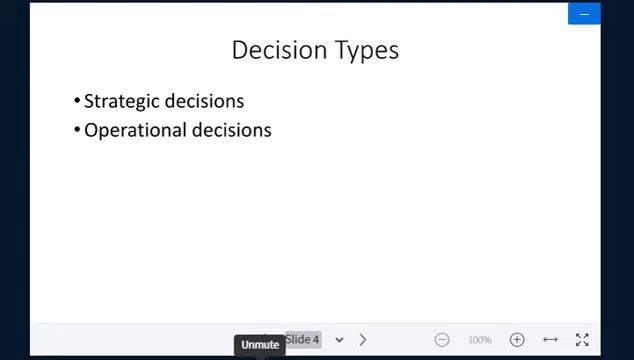 Decision Types
• Strategic decisions
• Operational decisions
Slide 4
100%
Unmute